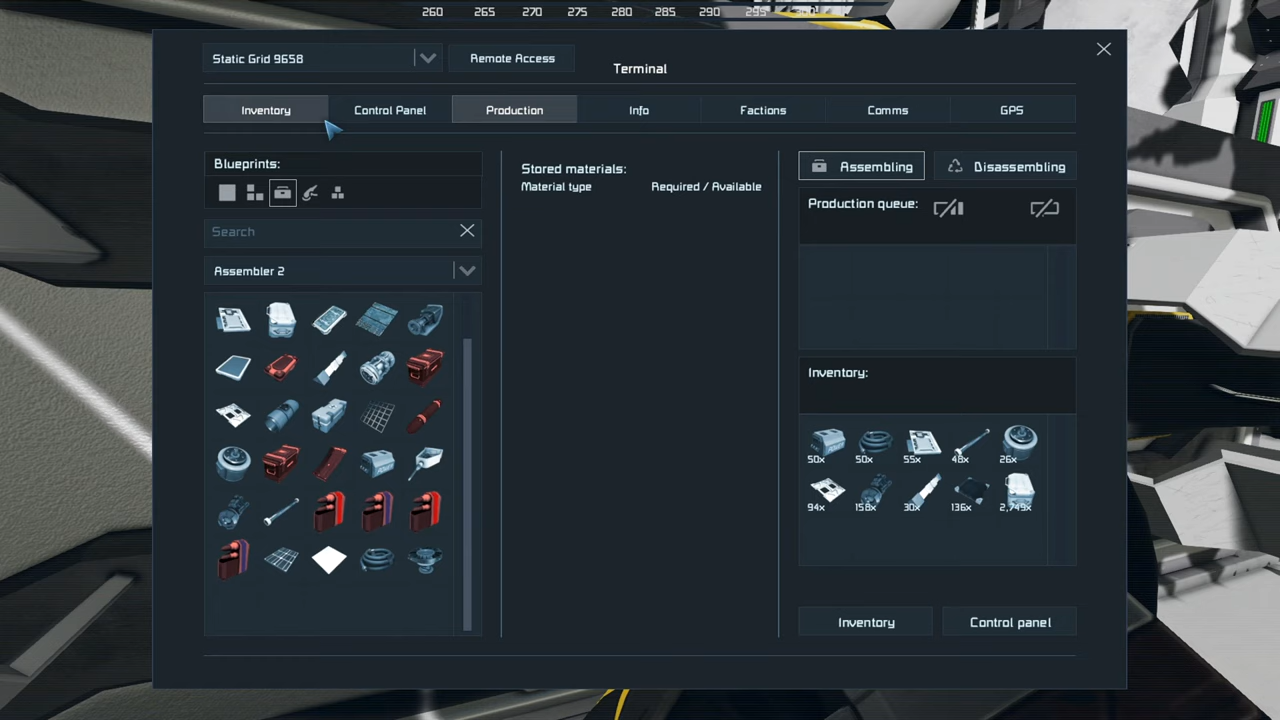 260 265 270 275 280 285 290 295
Static Grid 9658
Remote Access
Terminal
Inventory
Control Panel
Production
Info
Factions
Comms
GPS
Blueprints:
Search
Assembler 2
Stored materials:
Material type
Required / Available
Assembling
Disassembling
Production queue:
Inventory:
50x 50x 55x 48x 26x
94x 158x 30x 136x 2,749x
Inventory
Control panel